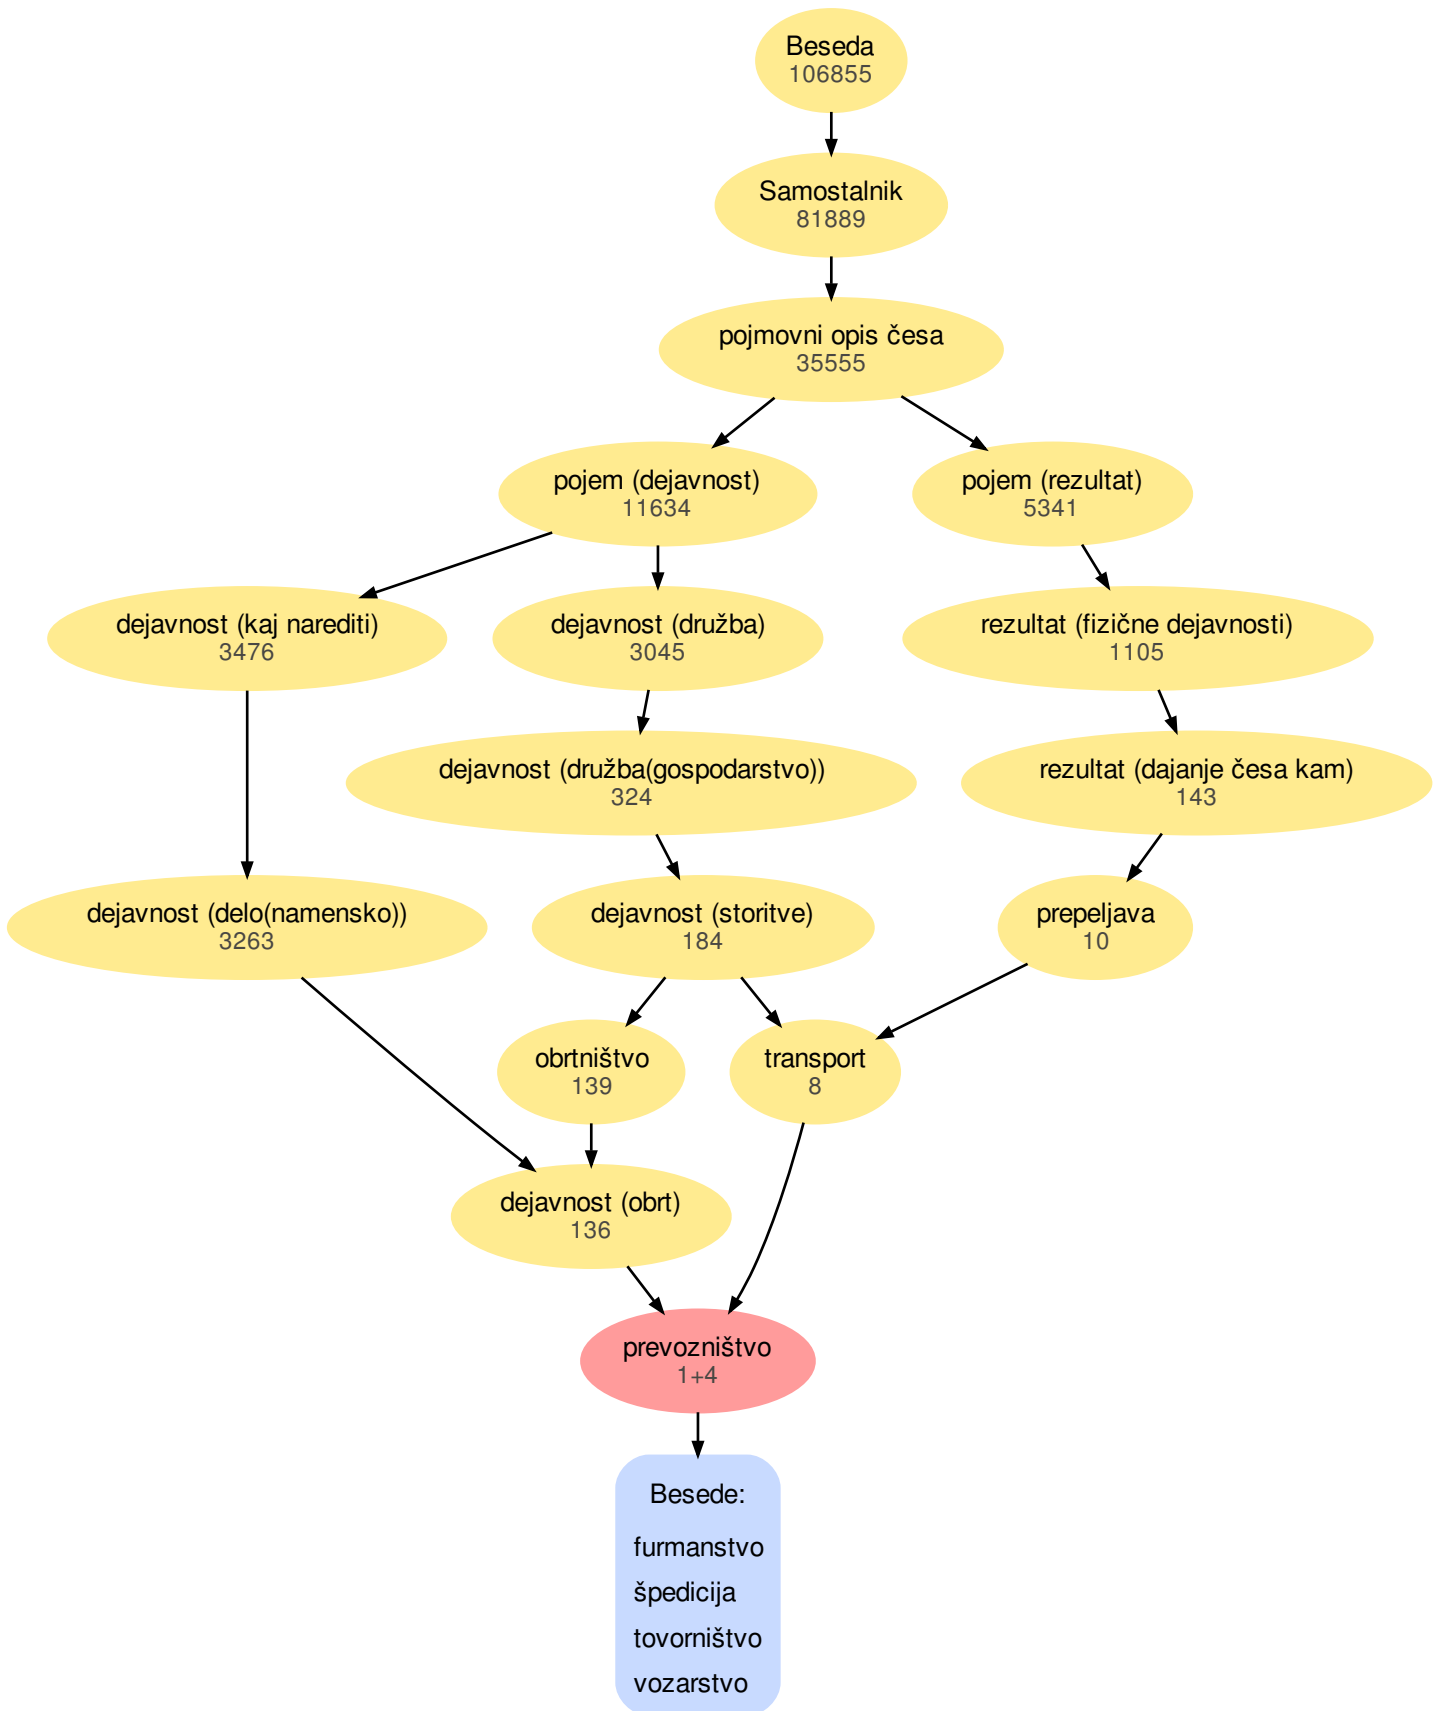 Beseda
106855
Samostalnik
81889
pojmovni opis česa
35555
pojem (dejavnost)
11634
pojem (rezultat)
5341
dejavnost (kaj narediti)
3476
dejavnost (družba)
3045
rezultat (fizične dejavnosti)
1105
dejavnost (družba(gospodarstvo))
324
rezultat (dajanje česa kam)
143
dejavnost (delo(namensko))
3263
dejavnost (storitve)
184
prepeljava
10
obrtništvo
139
transport
8
dejavnost (obrt)
136
prevozništvo
1+4
Besede:
furmanstvo
špedicija
tovorništvo
vozarstvo